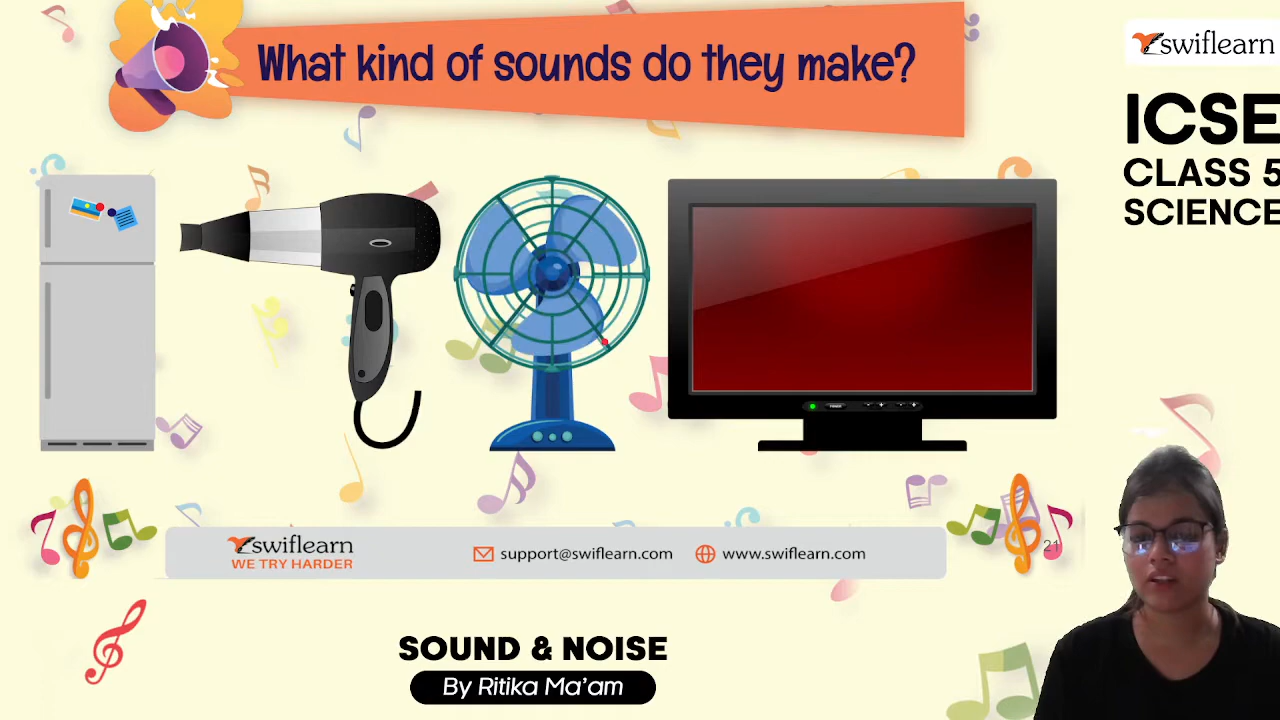 What kind of sounds do they make?
swiflearn
ICSE
CLASS 5
SCIENCE
21
swiflearn
WE TRY HARDER
support@swiflearn.com
www.swiflearn.com
SOUND & NOISE
By Ritika Ma'am